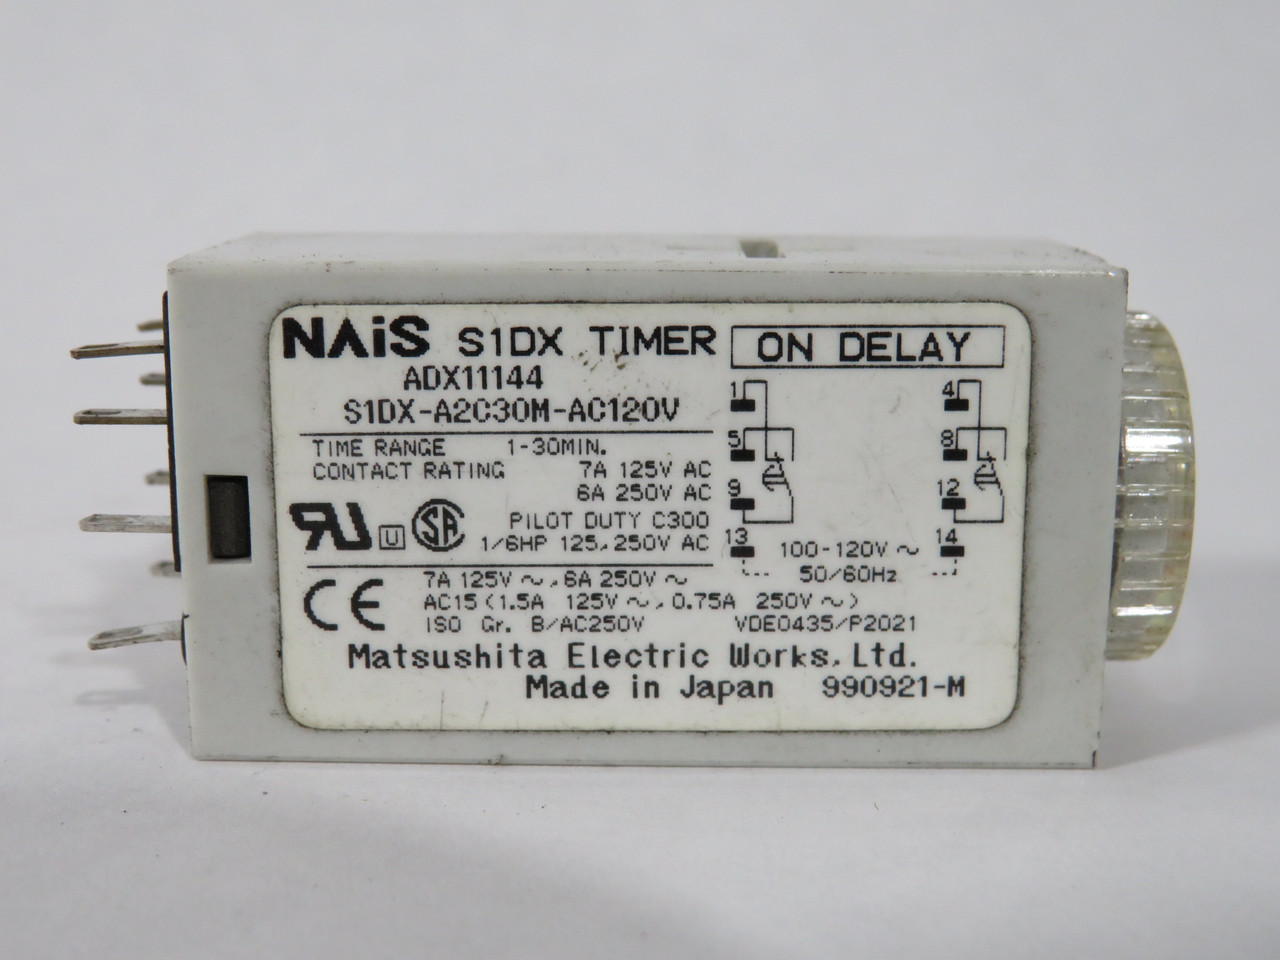 NAiS S1DX TIMER ON DELAY
ADX11144
S1DX-A2C30M-AC120V
TIME RANGE 1-30MIN.
CONTACT RATING 7A 125V AC
6A 250V AC
PILOT DUTY C300
1/6HP 125,250V AC
RU U SA
1 4
5 8
9 12
13 14
100-120V ~
50/60Hz
CE
7A 125V ~, 6A 250V ~
AC15 (1.5A 125V ~, 0.75A 250V ~)
ISO Gr. B/AC250V VDE0435/P2021
Matsushita Electric Works, Ltd.
Made in Japan 990921-M